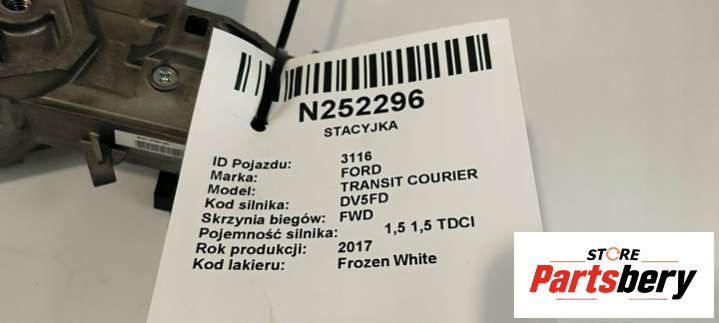 N252296
STACYJKA
ID Pojazdu: 3116
Marka: FORD
Model: TRANSIT COURIER
Kod silnika: DV5FD
Skrzynia biegów: FWD
Pojemność silnika: 1,5 1,5 TDCI
Rok produkcji: 2017
Kod lakieru: Frozen White
STORE
Partsbery